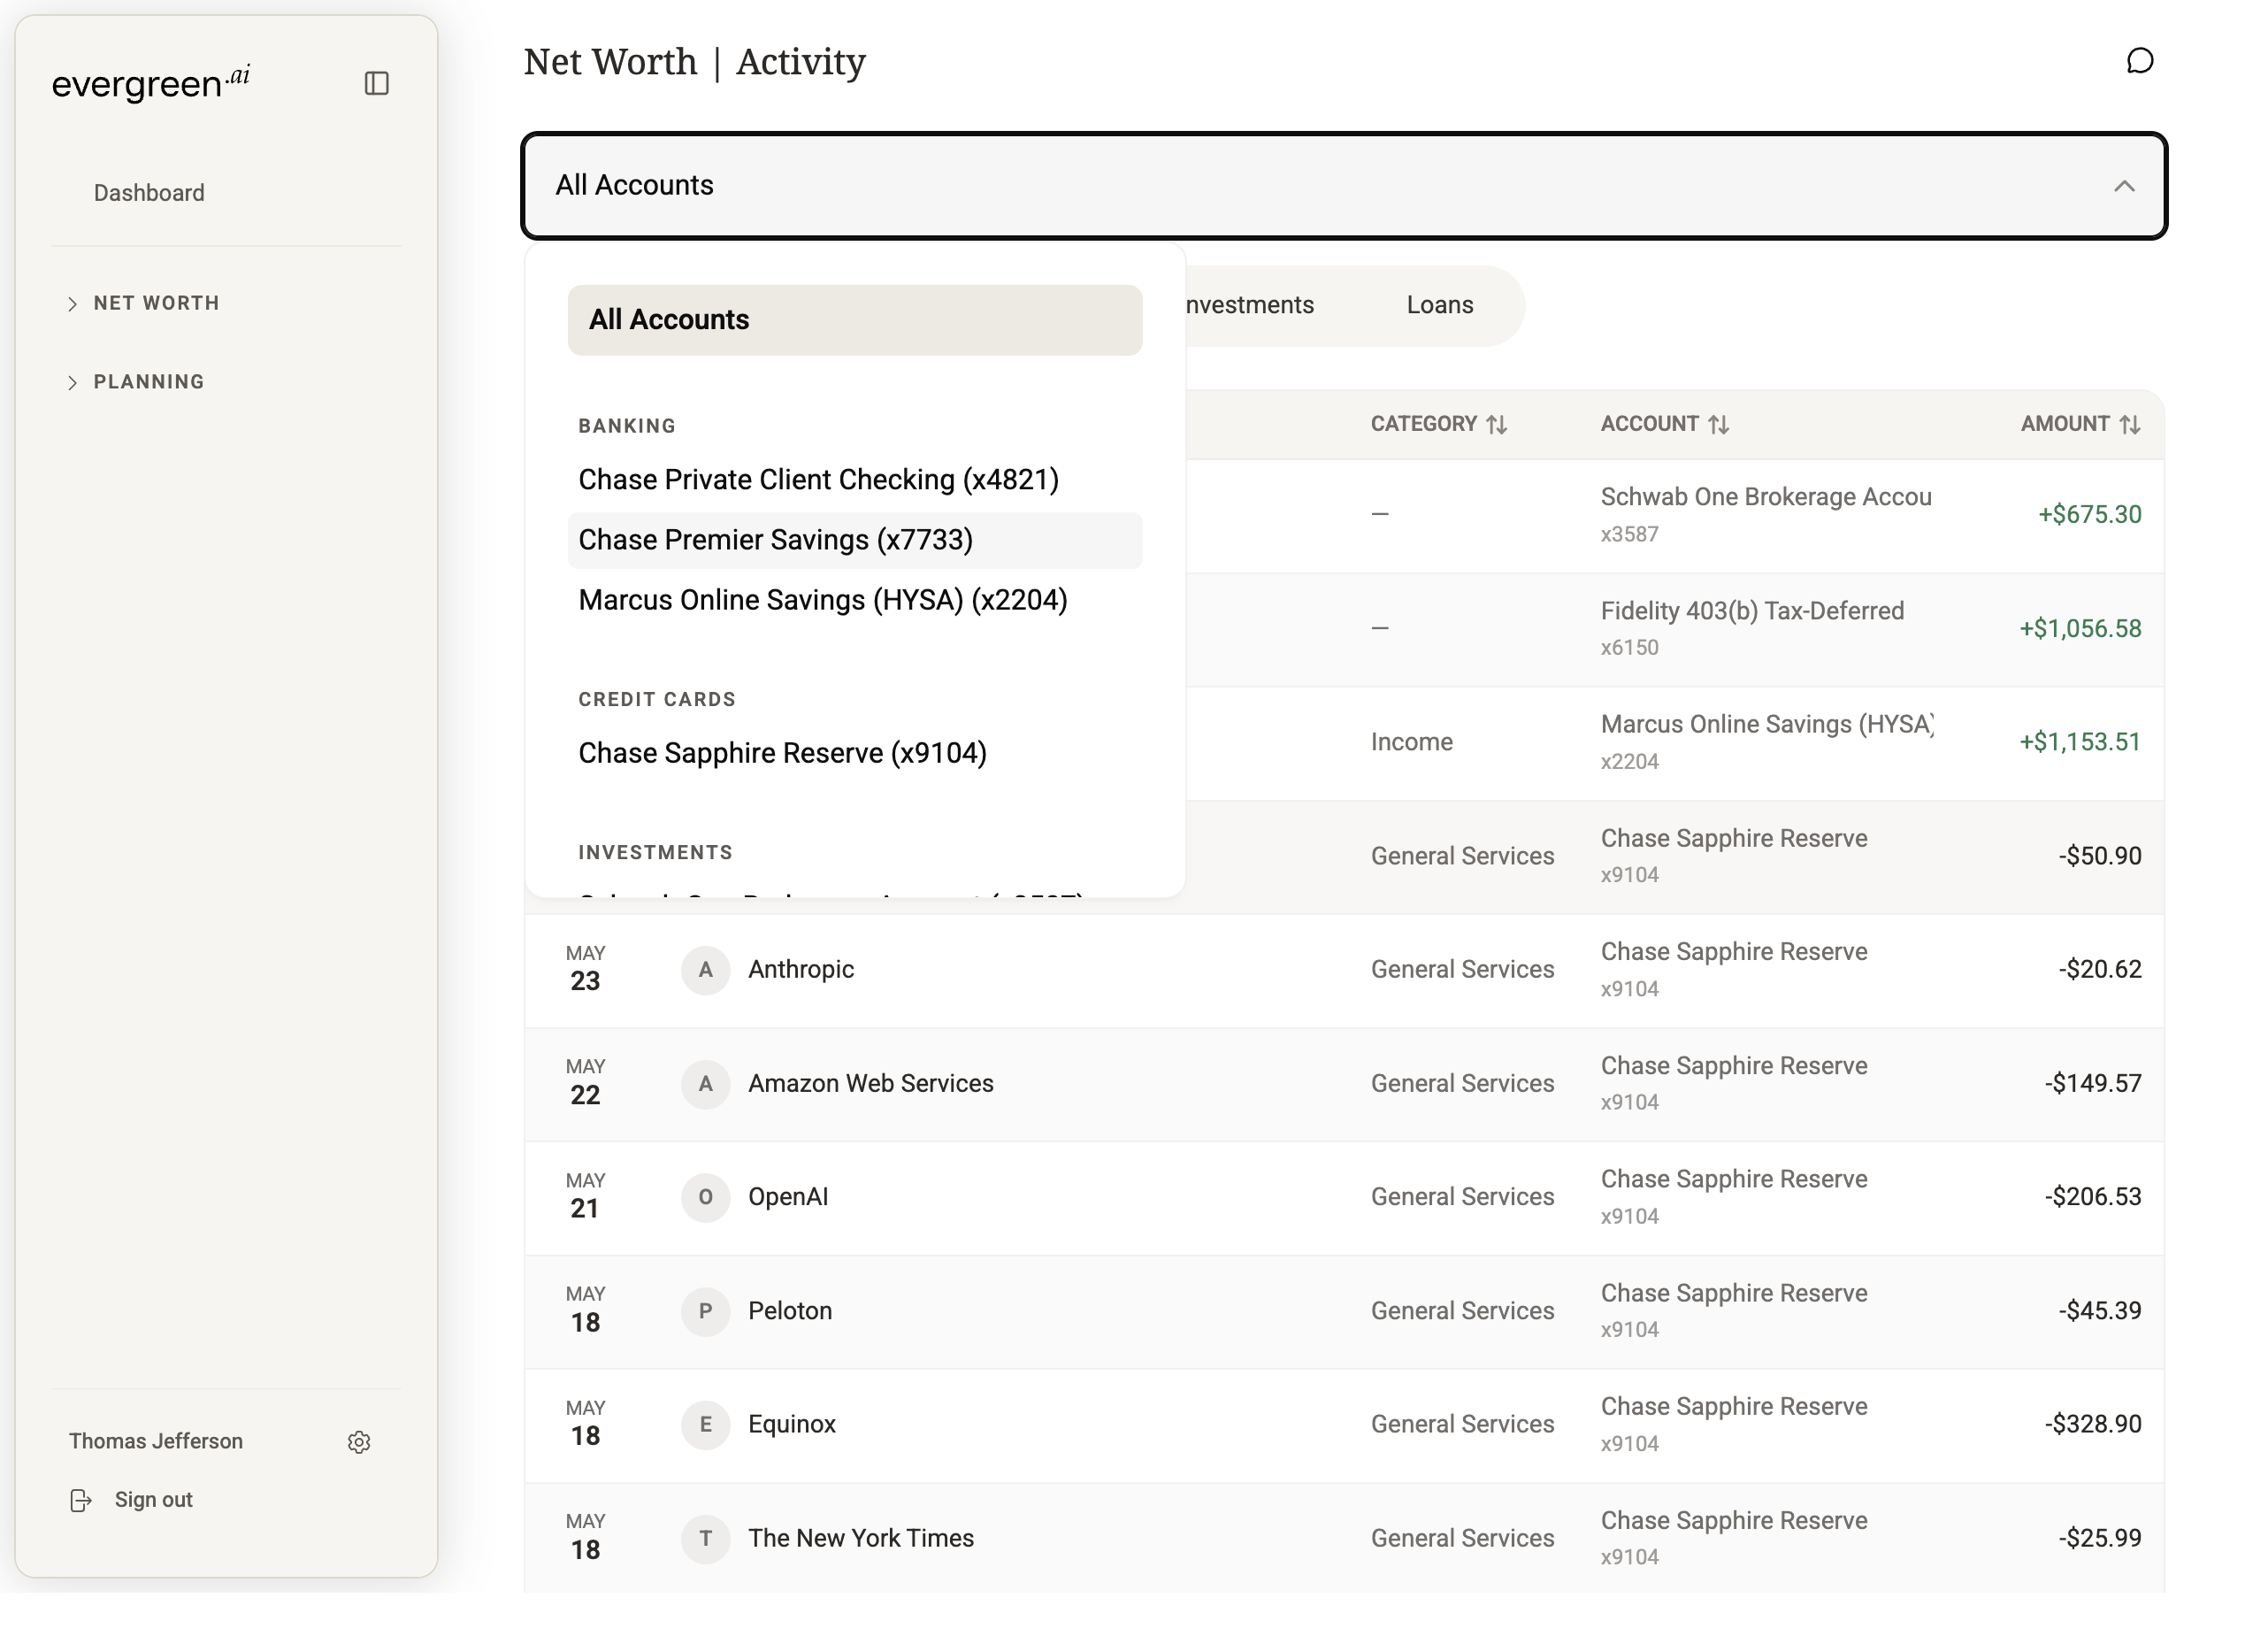 evergreen.ai
Dashboard
NET WORTH
PLANNING
Thomas Jefferson
Sign out
Net Worth | Activity
All Accounts
All Accounts
BANKING
Chase Private Client Checking (x4821)
Chase Premier Savings (x7733)
Marcus Online Savings (HYSA) (x2204)
CREDIT CARDS
Chase Sapphire Reserve (x9104)
INVESTMENTS
nvestments Loans
CATEGORY ACCOUNT AMOUNT
— Schwab One Brokerage Accou +$675.30
x3587
— Fidelity 403(b) Tax-Deferred +$1,056.58
x6150
Income Marcus Online Savings (HYSA) +$1,153.51
x2204
General Services Chase Sapphire Reserve -$50.90
x9104
MAY 23 A Anthropic General Services Chase Sapphire Reserve -$20.62
x9104
MAY 22 A Amazon Web Services General Services Chase Sapphire Reserve -$149.57
x9104
MAY 21 O OpenAI General Services Chase Sapphire Reserve -$206.53
x9104
MAY 18 P Peloton General Services Chase Sapphire Reserve -$45.39
x9104
MAY 18 E Equinox General Services Chase Sapphire Reserve -$328.90
x9104
MAY 18 T The New York Times General Services Chase Sapphire Reserve -$25.99
x9104